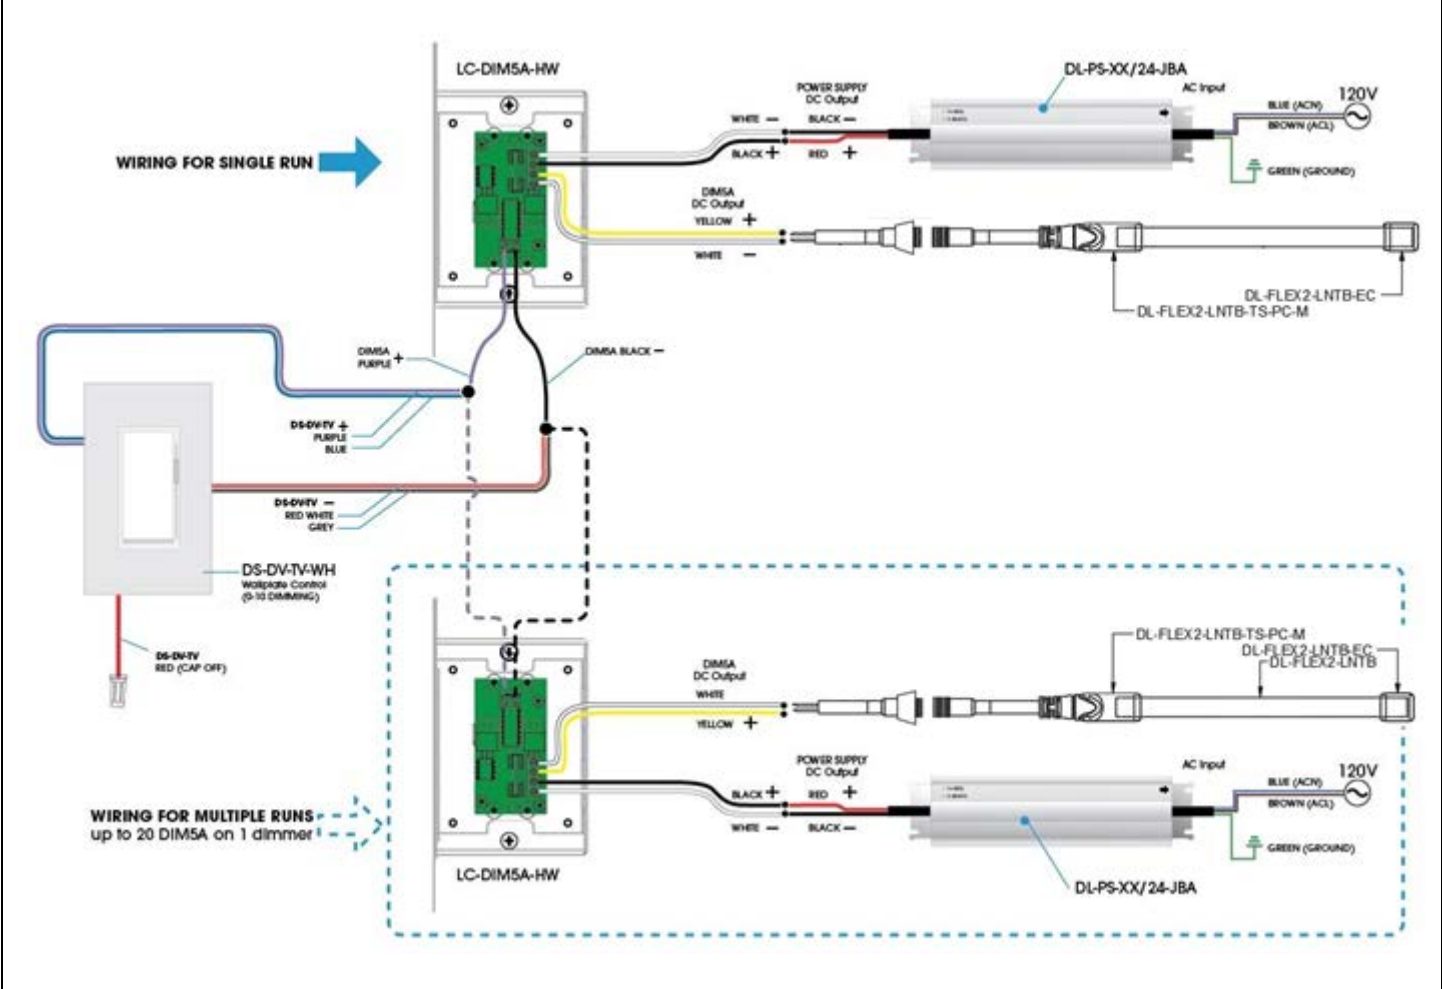 LC-DIM5A-HW
WIRING FOR SINGLE RUN
WHITE –
BLACK +
POWER SUPPLY
DC Output
BLACK –
RED +
DL-PS-XX/24-JBA
AC Input
BLUE (ACN)
BROWN (ACL)
120V
GREEN (GROUND)
DIM5A
DC Output
YELLOW +
WHITE –
DL-FLEX2-LNTB-EC
DL-FLEX2-LNTB-TS-PC-M
DIM5A
PURPLE +
DIM5A BLACK –
DS-DV-TV +
PURPLE
BLUE
DS-DV-TV –
RED WHITE
GREY
DS-DV-TV-WH
Wallplate Control
(0-10 DIMMING)
DS-DV-TV
RED (CAP OFF)
DL-FLEX2-LNTB-TS-PC-M
DL-FLEX2-LNTB-EC
DL-FLEX2-LNTB
DIM5A
DC Output
WHITE
YELLOW +
POWER SUPPLY
DC Output
BLACK +
RED +
WHITE –
BLACK –
AC Input
BLUE (ACN)
BROWN (ACL)
120V
GREEN (GROUND)
DL-PS-XX/24-JBA
WIRING FOR MULTIPLE RUNS
up to 20 DIM5A on 1 dimmer
LC-DIM5A-HW